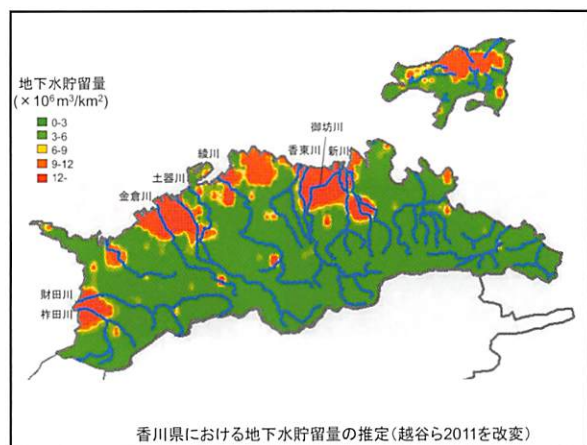 地下水貯留量
(×10⁶m³/km²)
0-3
3-6
6-9
9-12
12-
御坊川
綾川
香東川 新川
土器川
金倉川
財田川
柞田川
香川県における地下水貯留量の推定(越谷ら2011を改変)